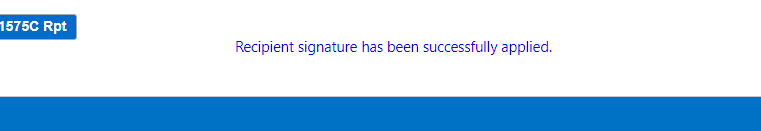 1575C Rpt
Recipient signature has been successfully applied.